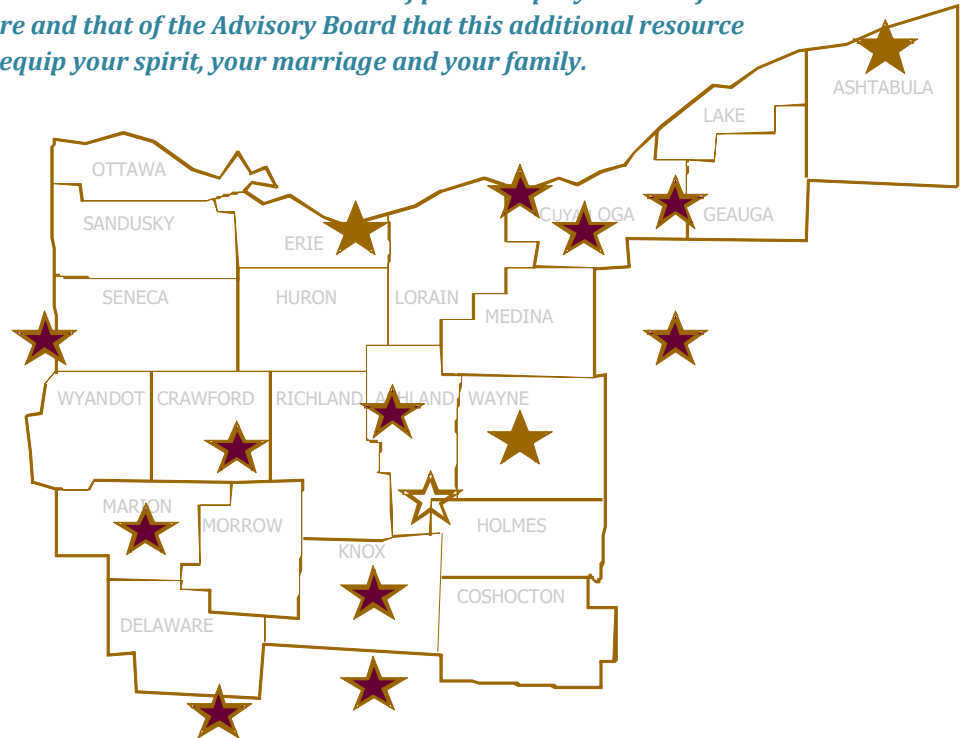 re and that of the Advisory Board that this additional resource
equip your spirit, your marriage and your family.
ASHTABULA
LAKE
OTTAWA
CUYAHOGA
GEAUGA
SANDUSKY
ERIE
SENECA
HURON
LORAIN
MEDINA
WYANDOT
CRAWFORD
RICHLAND
ASHLAND
WAYNE
MARION
MORROW
HOLMES
KNOX
COSHOCTON
DELAWARE